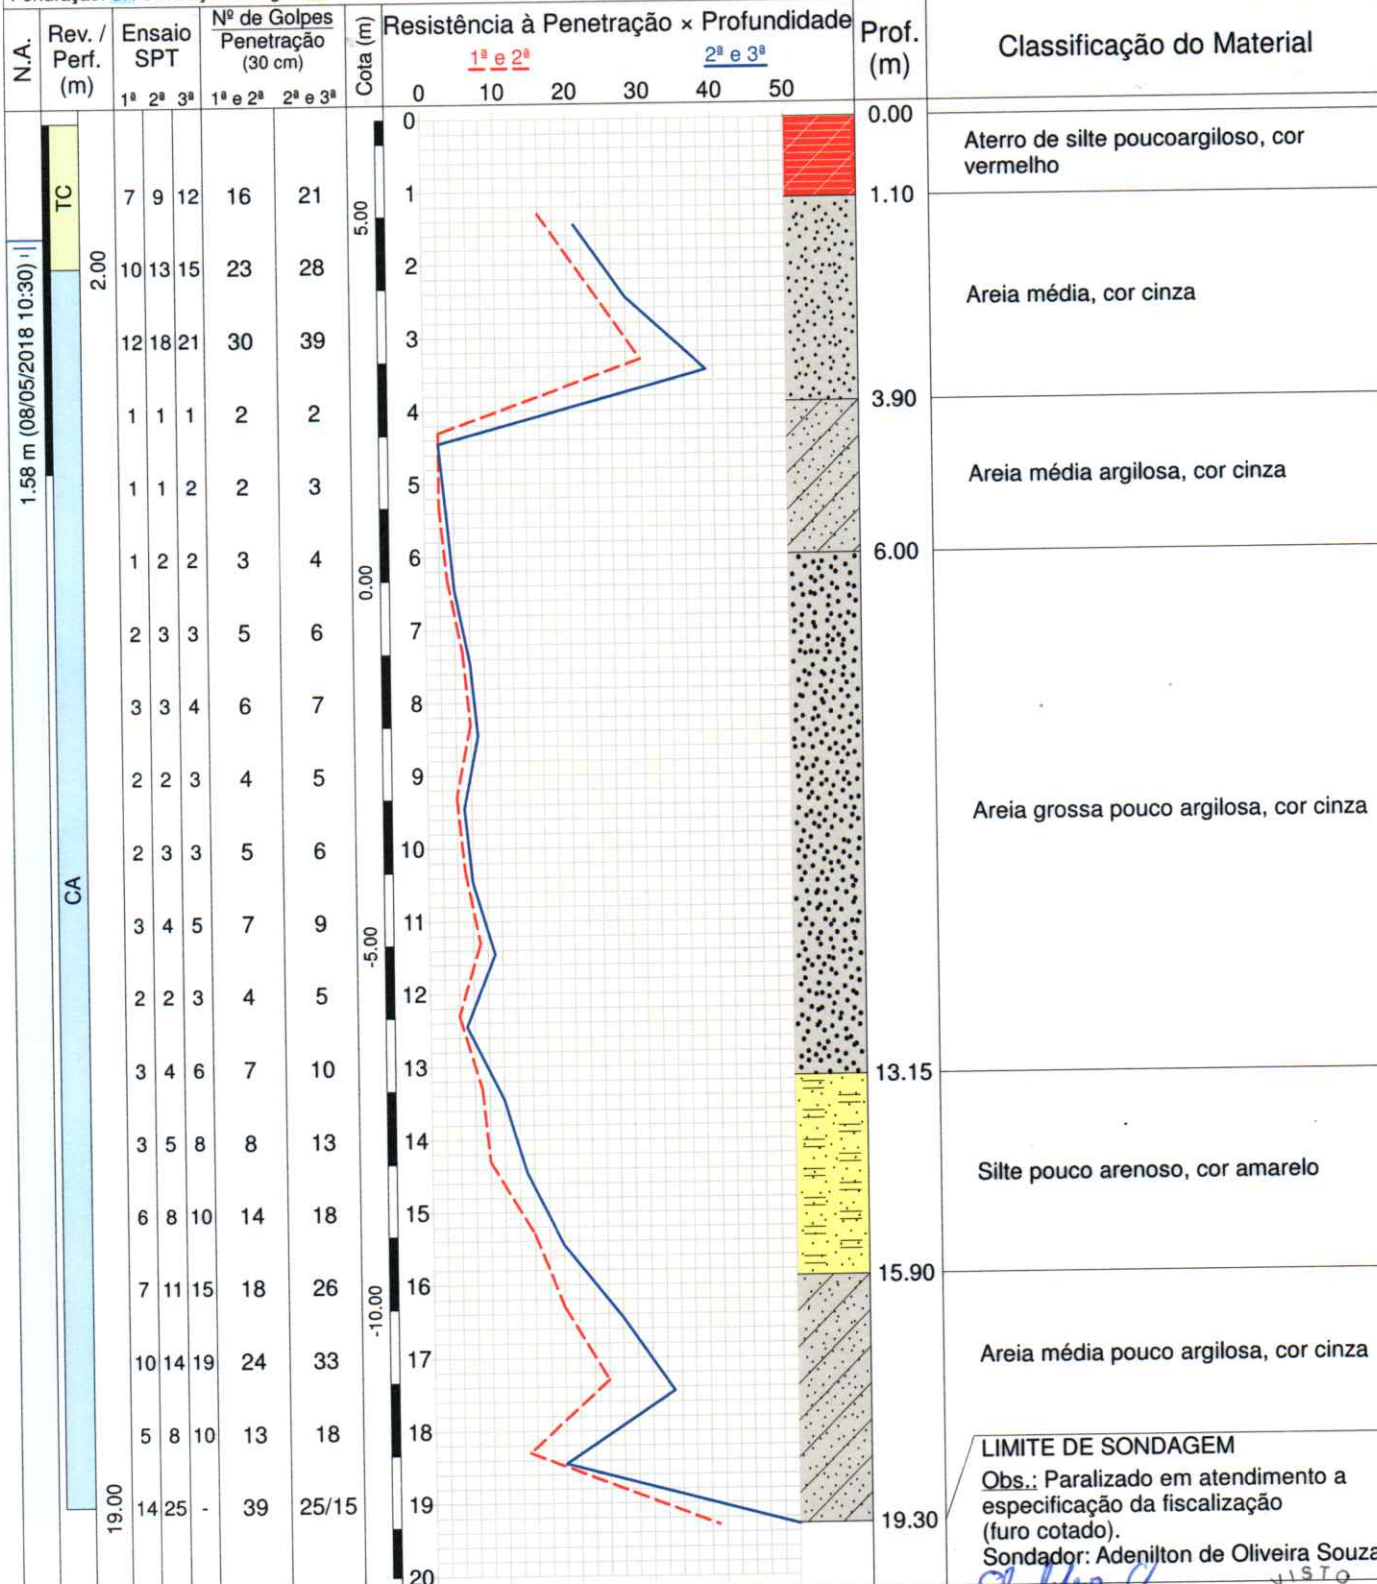 N.A.
Rev. / Perf. (m)
Ensaio SPT
1ª 2ª 3ª
Nº de Golpes
Penetração
(30 cm)
1ª e 2ª 2ª e 3ª
Cota (m)
Resistência à Penetração × Profundidade
1ª e 2ª 2ª e 3ª
0 10 20 30 40 50
Prof. (m)
Classificação do Material
1.58 m (08/05/2018 10:30)
TC
2.00
CA
19.00
7 9 12 16 21
10 13 15 23 28
12 18 21 30 39
1 1 1 2 2
1 1 2 2 3
1 2 2 3 4
2 3 3 5 6
3 3 4 6 7
2 2 3 4 5
2 3 3 5 6
3 4 5 7 9
2 2 3 4 5
3 4 6 7 10
3 5 8 8 13
6 8 10 14 18
7 11 15 18 26
10 14 19 24 33
5 8 10 13 18
14 25 - 39 25/15
5.00
0.00
-5.00
-10.00
0
1
2
3
4
5
6
7
8
9
10
11
12
13
14
15
16
17
18
19
20
0.00
Aterro de silte poucoargiloso, cor
vermelho
1.10
Areia média, cor cinza
3.90
Areia média argilosa, cor cinza
6.00
Areia grossa pouco argilosa, cor cinza
13.15
Silte pouco arenoso, cor amarelo
15.90
Areia média pouco argilosa, cor cinza
19.30
LIMITE DE SONDAGEM
Obs.: Paralizado em atendimento a
especificação da fiscalização
(furo cotado).
Sondador: Adenilton de Oliveira Souza
VISTO